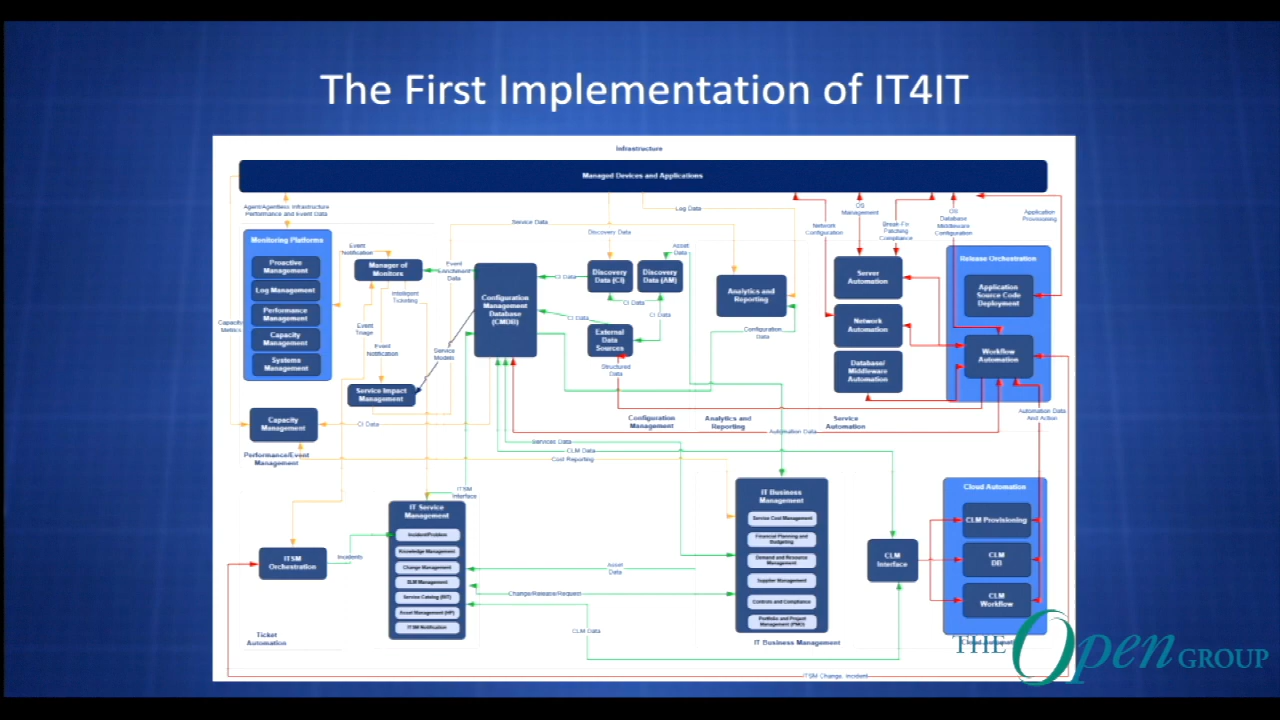 The First Implementation of IT4IT
Infrastructure
Managed Devices and Applications
Agent/Agentless Infrastructure
Performance and Event Data
Service Data
Log Data
Discovery Data
Asset
Data
Network
Configuration
OS
Management
Break-Fix
Patching
Compliance
OS
Database
Middleware
Configuration
Application
Provisioning
Monitoring Platforms
Proactive
Management
Log Management
Performance
Management
Capacity
Management
Systems
Management
Capacity
Metrics
Event
Notification
Manager of
Monitors
Event
Enrichment
Data
Intelligent
Ticketing
Event
Triage
Event
Notification
Service
Models
Service Impact
Management
Configuration
Management
Database
(CMDB)
CI Data
Discovery
Data (CI)
Discovery
Data (AM)
CI Data
CI Data
CI Data
External
Data
Sources
Structured
Data
Analytics and
Reporting
Configuration
Data
Server
Automation
Network
Automation
Database/
Middleware
Automation
Release Orchestration
Application
Source Code
Deployment
Workflow
Automation
Automation Data
And Action
Capacity
Management
CI Data
Performance/Event
Management
Configuration
Management
Analytics and
Reporting
Service
Automation
Automation Data
Services Data
CLM Data
Cost Reporting
ITSM
Interface
IT Service
Management
Incident/Problem
Knowledge Management
Change Management
SLM Management
Service Catalog (RIT)
Asset Management (HP)
ITSM Notification
ITSM
Orchestration
Incidents
Ticket
Automation
Asset
Data
Change/Release/Request
CLM Data
IT Business
Management
Service Cost Management
Financial Planning and
Budgeting
Demand and Resource
Management
Supplier Management
Controls and Compliance
Portfolio and Project
Management (PMO)
IT Business Management
CLM
Interface
Cloud Automation
CLM Provisioning
CLM
DB
CLM
Workflow
Cloud Automation
ITSM Change, Incident
THE Open GROUP